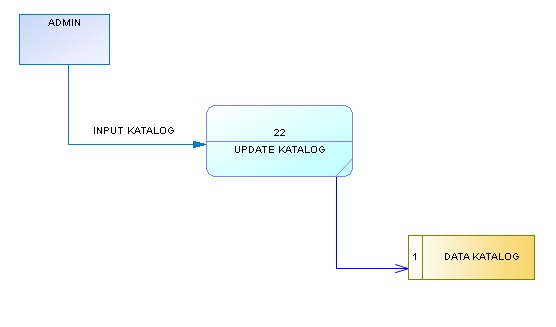 ADMIN
INPUT KATALOG
22
UPDATE KATALOG
1
DATA KATALOG